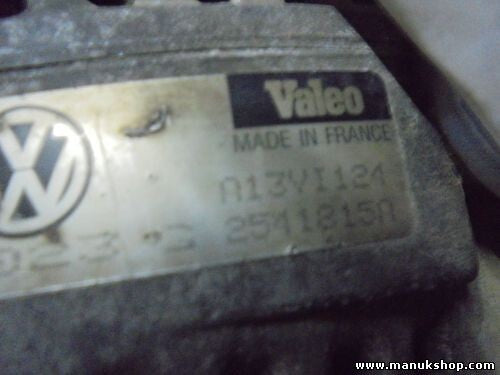 Valeo
MADE IN FRANCE
A13VI124
2541815A
www.manukshop.com